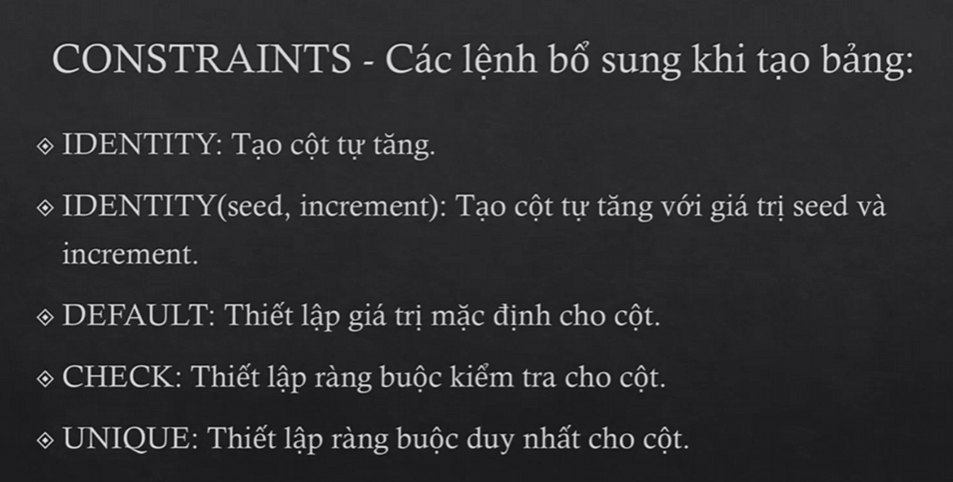 CONSTRAINTS - Các lệnh bổ sung khi tạo bảng:
IDENTITY: Tạo cột tự tăng.
IDENTITY(seed, increment): Tạo cột tự tăng với giá trị seed và
increment.
DEFAULT: Thiết lập giá trị mặc định cho cột.
CHECK: Thiết lập ràng buộc kiểm tra cho cột.
UNIQUE: Thiết lập ràng buộc duy nhất cho cột.